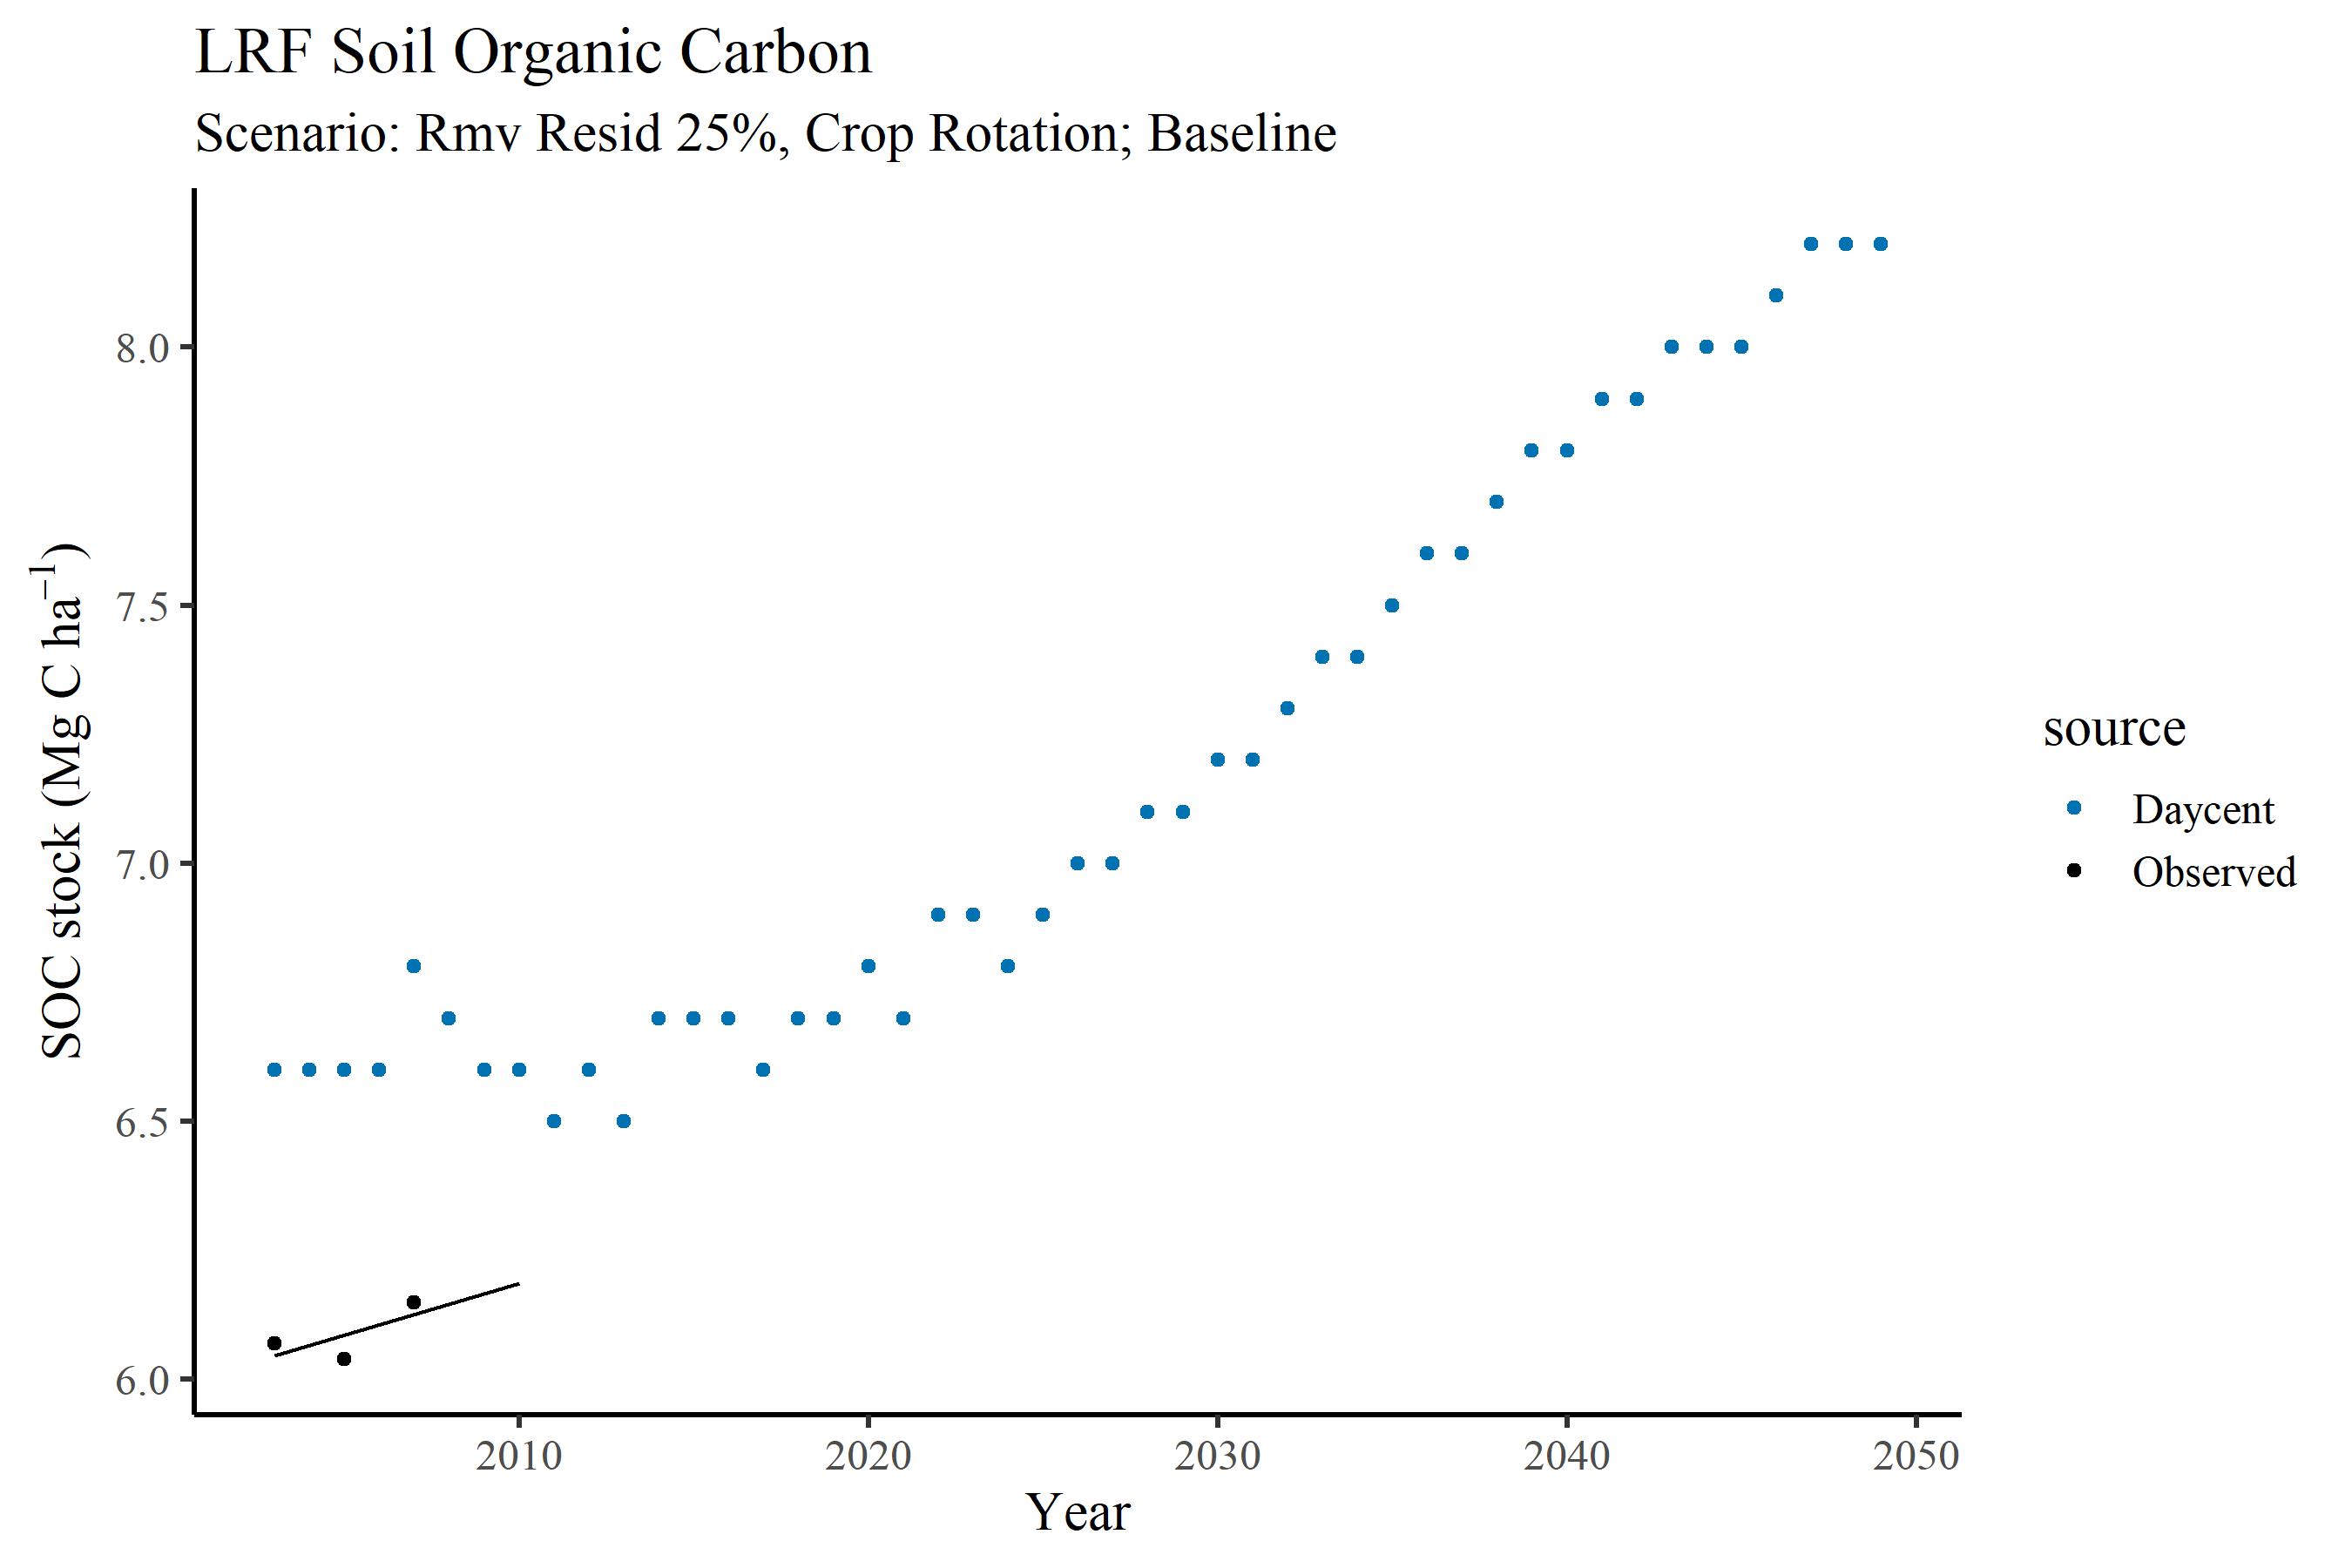 LRF Soil Organic Carbon
Scenario: Rmv Resid 25%, Crop Rotation; Baseline
SOC stock (Mg C ha⁻¹)
8.0
7.5
7.0
6.5
6.0
2010 2020 2030 2040 2050
Year
source
Daycent
Observed